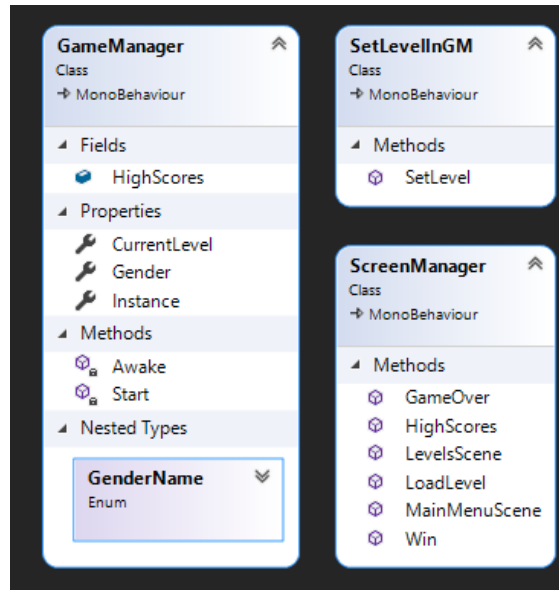 GameManager
Class
MonoBehaviour
Fields
HighScores
Properties
CurrentLevel
Gender
Instance
Methods
Awake
Start
Nested Types
GenderName
Enum
SetLevelInGM
Class
MonoBehaviour
Methods
SetLevel
ScreenManager
Class
MonoBehaviour
Methods
GameOver
HighScores
LevelsScene
LoadLevel
MainMenuScene
Win